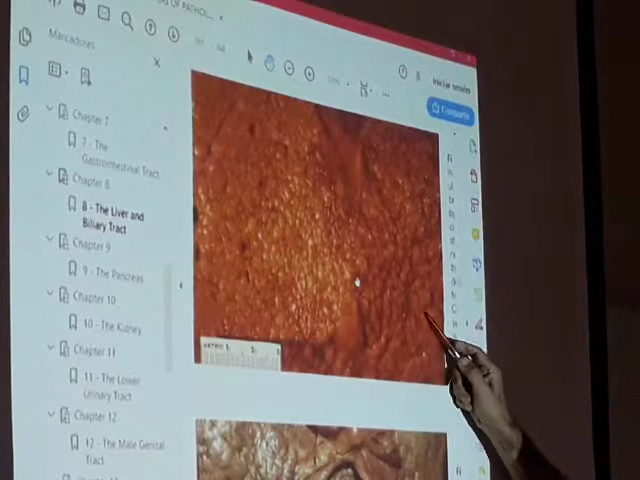 Marcadores
Iniciar sesión
Compartir
Chapter 7
7 - The
Gastrointestinal Tract
Chapter 8
8 - The Liver and
Biliary Tract
Chapter 9
9 - The Pancreas
Chapter 10
10 - The Kidney
Chapter 11
11 - The Lower
Urinary Tract
Chapter 12
12 - The Male Genital
Tract